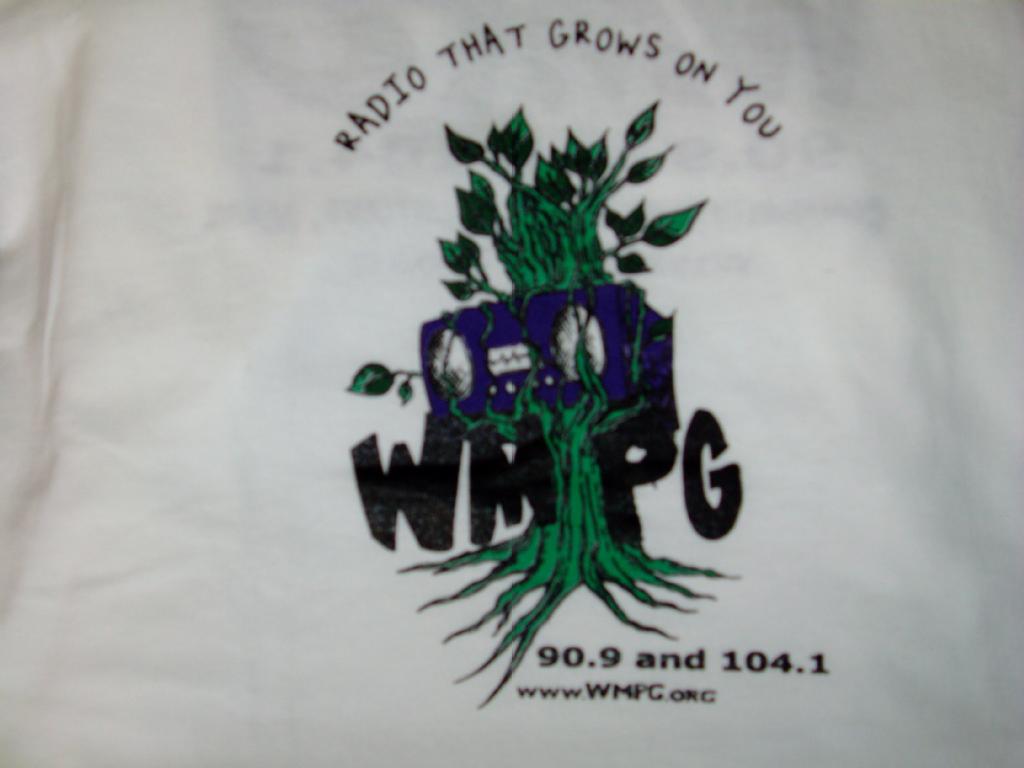 RADIO THAT GROWS ON YOU
WMPG
90.9 and 104.1
www.WMPG.ORG